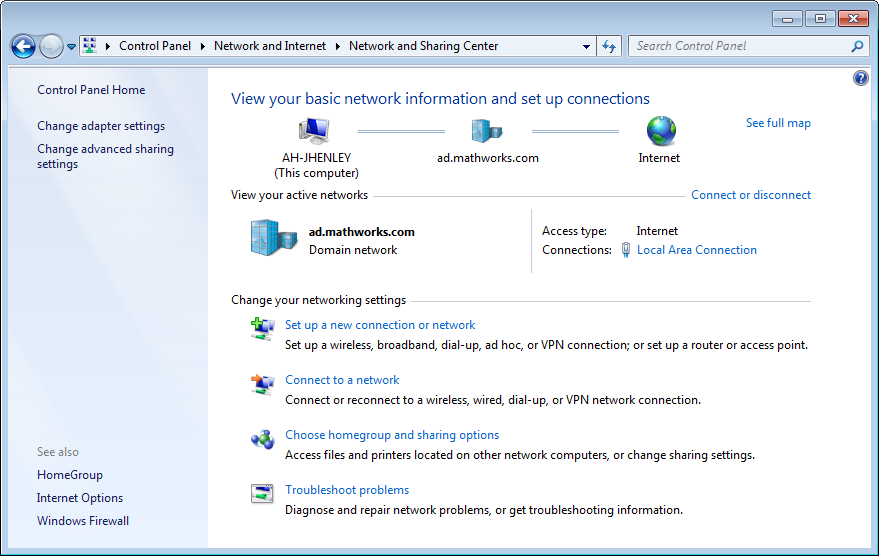 Control Panel
Network and Internet
Network and Sharing Center
Search Control Panel
Control Panel Home
Change adapter settings
Change advanced sharing
settings
See also
HomeGroup
Internet Options
Windows Firewall
View your basic network information and set up connections
See full map
AH-JHENLEY
(This computer)
ad.mathworks.com
Internet
View your active networks
Connect or disconnect
ad.mathworks.com
Domain network
Access type: Internet
Connections: Local Area Connection
Change your networking settings
Set up a new connection or network
Set up a wireless, broadband, dial-up, ad hoc, or VPN connection; or set up a router or access point.
Connect to a network
Connect or reconnect to a wireless, wired, dial-up, or VPN network connection.
Choose homegroup and sharing options
Access files and printers located on other network computers, or change sharing settings.
Troubleshoot problems
Diagnose and repair network problems, or get troubleshooting information.